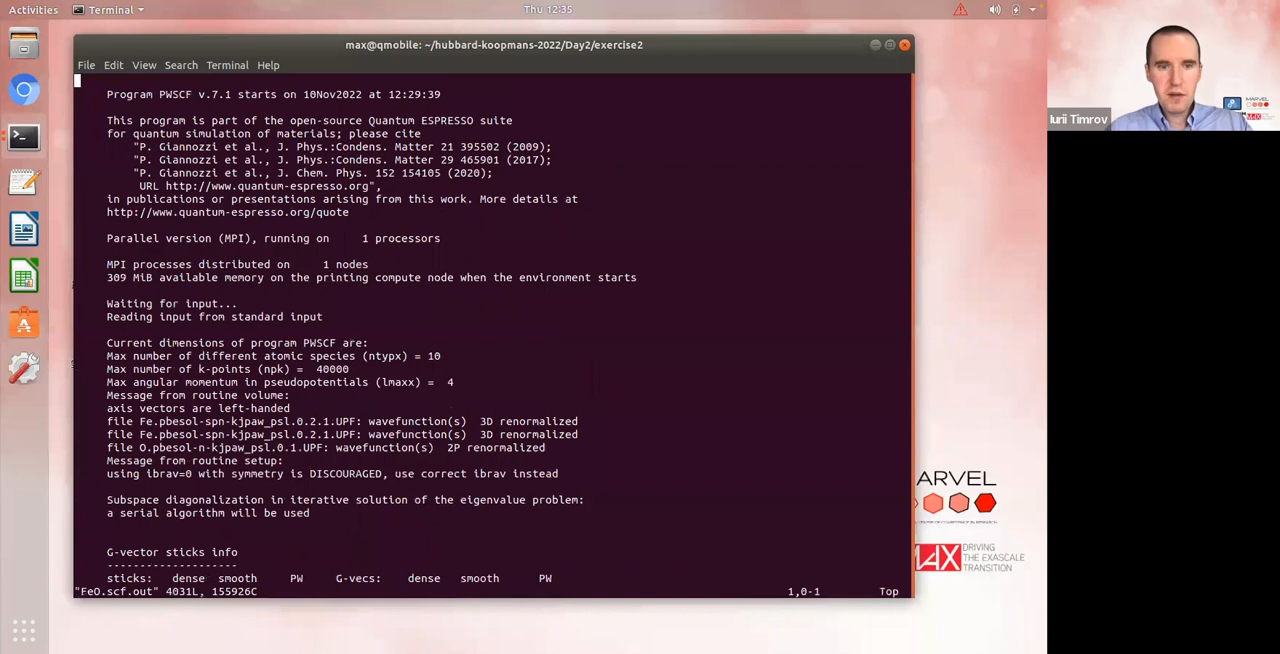 Activities Terminal Thu 12:35
max@qmobile: ~/hubbard-koopmans-2022/Day2/exercise2
File Edit View Search Terminal Help
Program PWSCF v.7.1 starts on 10Nov2022 at 12:29:39
This program is part of the open-source Quantum ESPRESSO suite
for quantum simulation of materials; please cite
"P. Giannozzi et al., J. Phys.:Condens. Matter 21 395502 (2009);
"P. Giannozzi et al., J. Phys.:Condens. Matter 29 465901 (2017);
"P. Giannozzi et al., J. Chem. Phys. 152 154105 (2020);
URL http://www.quantum-espresso.org",
in publications or presentations arising from this work. More details at
http://www.quantum-espresso.org/quote
Parallel version (MPI), running on 1 processors
MPI processes distributed on 1 nodes
309 MiB available memory on the printing compute node when the environment starts
Waiting for input...
Reading input from standard input
Current dimensions of program PWSCF are:
Max number of different atomic species (ntypx) = 10
Max number of k-points (npk) = 40000
Max angular momentum in pseudopotentials (lmaxx) = 4
Message from routine volume:
axis vectors are left-handed
file Fe.pbesol-spn-kjpaw_psl.0.2.1.UPF: wavefunction(s) 3D renormalized
file Fe.pbesol-spn-kjpaw_psl.0.2.1.UPF: wavefunction(s) 3D renormalized
file O.pbesol-n-kjpaw_psl.0.1.UPF: wavefunction(s) 2P renormalized
Message from routine setup:
using ibrav=0 with symmetry is DISCOURAGED, use correct ibrav instead
Subspace diagonalization in iterative solution of the eigenvalue problem:
a serial algorithm will be used
G-vector sticks info
--------------------
sticks: dense smooth PW G-vecs: dense smooth PW
"FeO.scf.out" 4031L, 155926C 1,0-1 Top
Iurii Timrov
MARVEL
ARVEL
MAX DRIVING
THE EXASCALE
TRANSITION